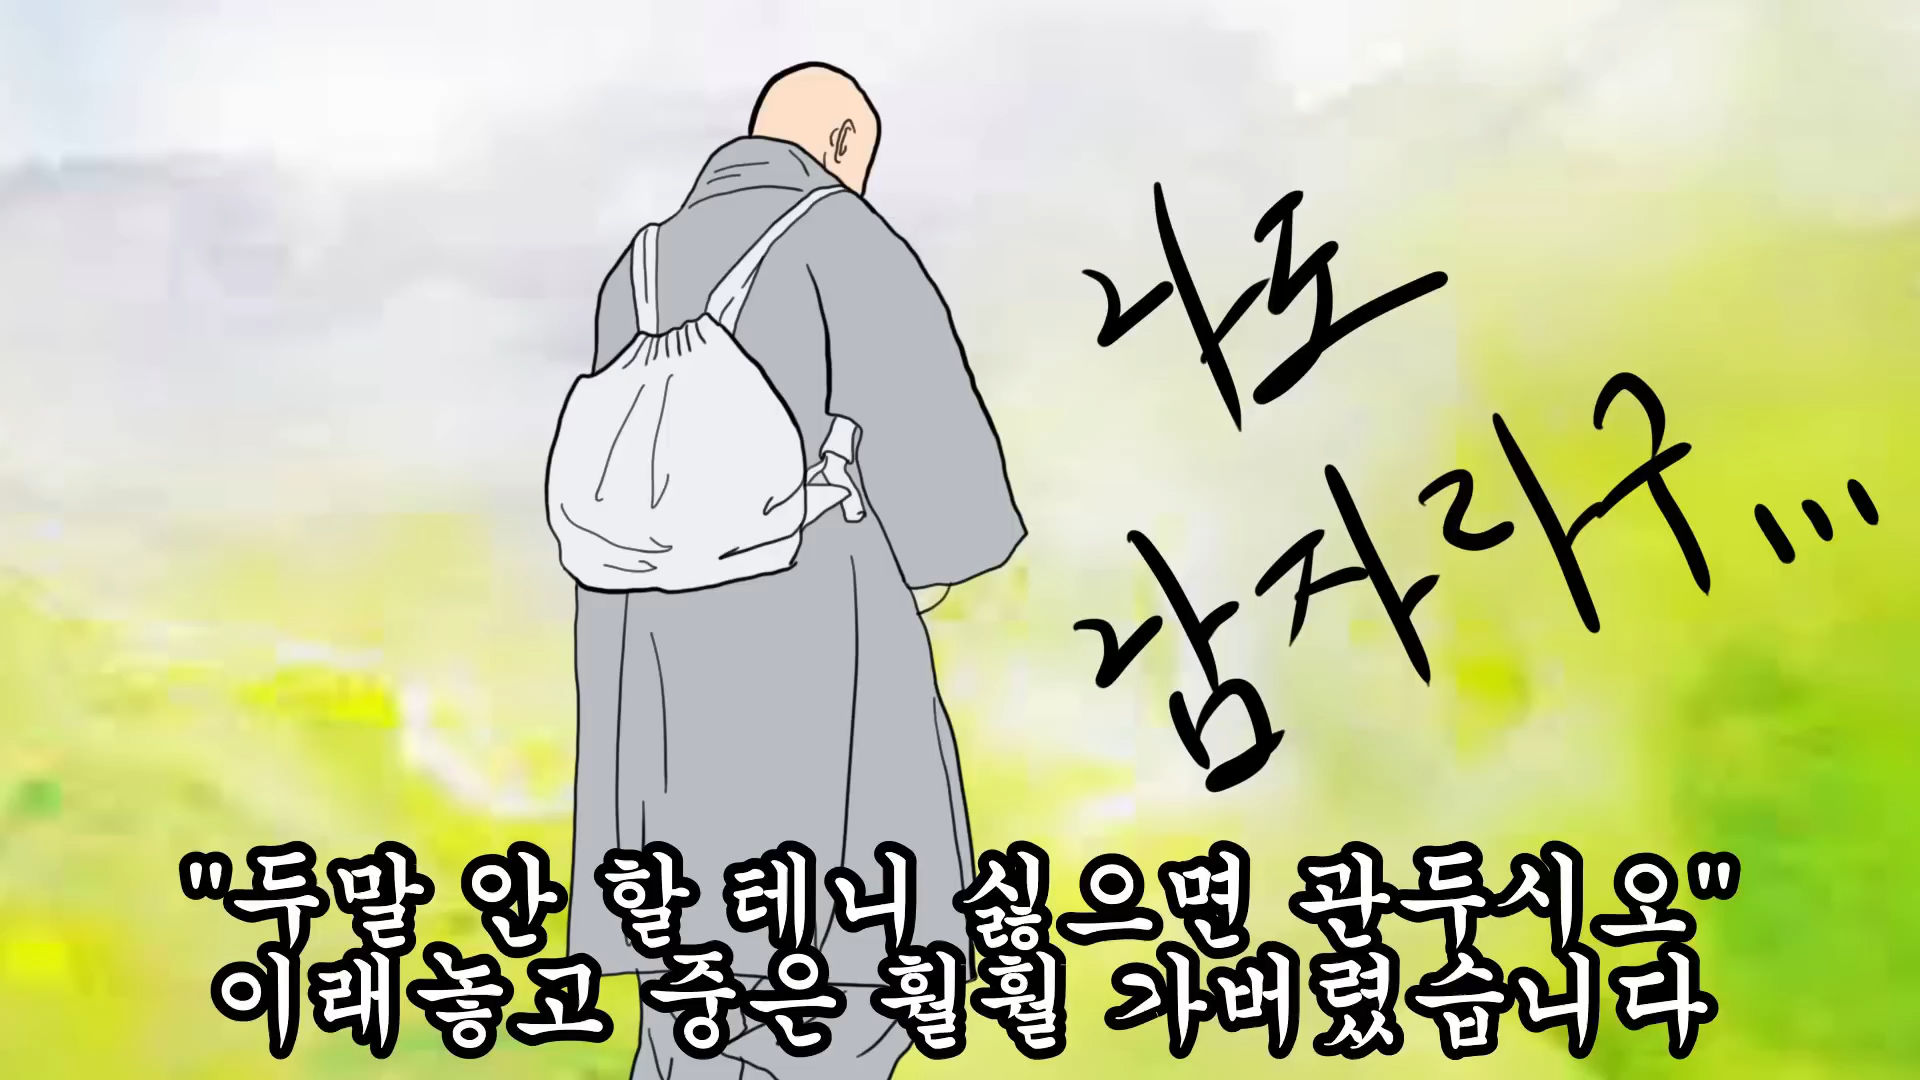 나도
남자라구...
"두말 안 할 테니 싫으면 관두시오"
이래놓고 중은 훨훨 가버렸습니다